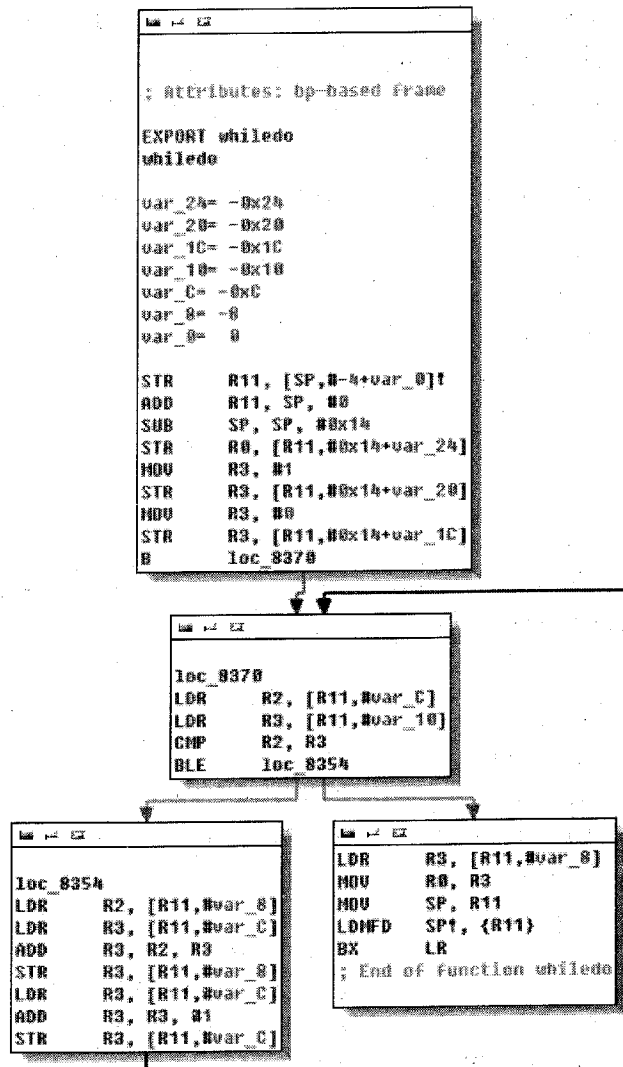 ; Attributes: bp-based frame
EXPORT whiledo
whiledo
var_24= -0x24
var_20= -0x20
var_1C= -0x1C
var_10= -0x10
var_C= -0xC
var_8= -8
var_0= 0
STR R11, [SP,#-4+var_0]!
ADD R11, SP, #0
SUB SP, SP, #0x14
STR R0, [R11,#0x14+var_24]
MOV R3, #1
STR R3, [R11,#0x14+var_20]
MOV R3, #0
STR R3, [R11,#0x14+var_1C]
B loc_8370
loc_8370
LDR R2, [R11,#var_C]
LDR R3, [R11,#var_10]
CMP R2, R3
BLE loc_8354
loc_8354
LDR R2, [R11,#var_8]
LDR R3, [R11,#var_C]
ADD R3, R2, R3
STR R3, [R11,#var_8]
LDR R3, [R11,#var_C]
ADD R3, R3, #1
STR R3, [R11,#var_C]
LDR R3, [R11,#var_8]
MOV R0, R3
MOV SP, R11
LDMFD SP!, {R11}
BX LR
; End of function whiledo